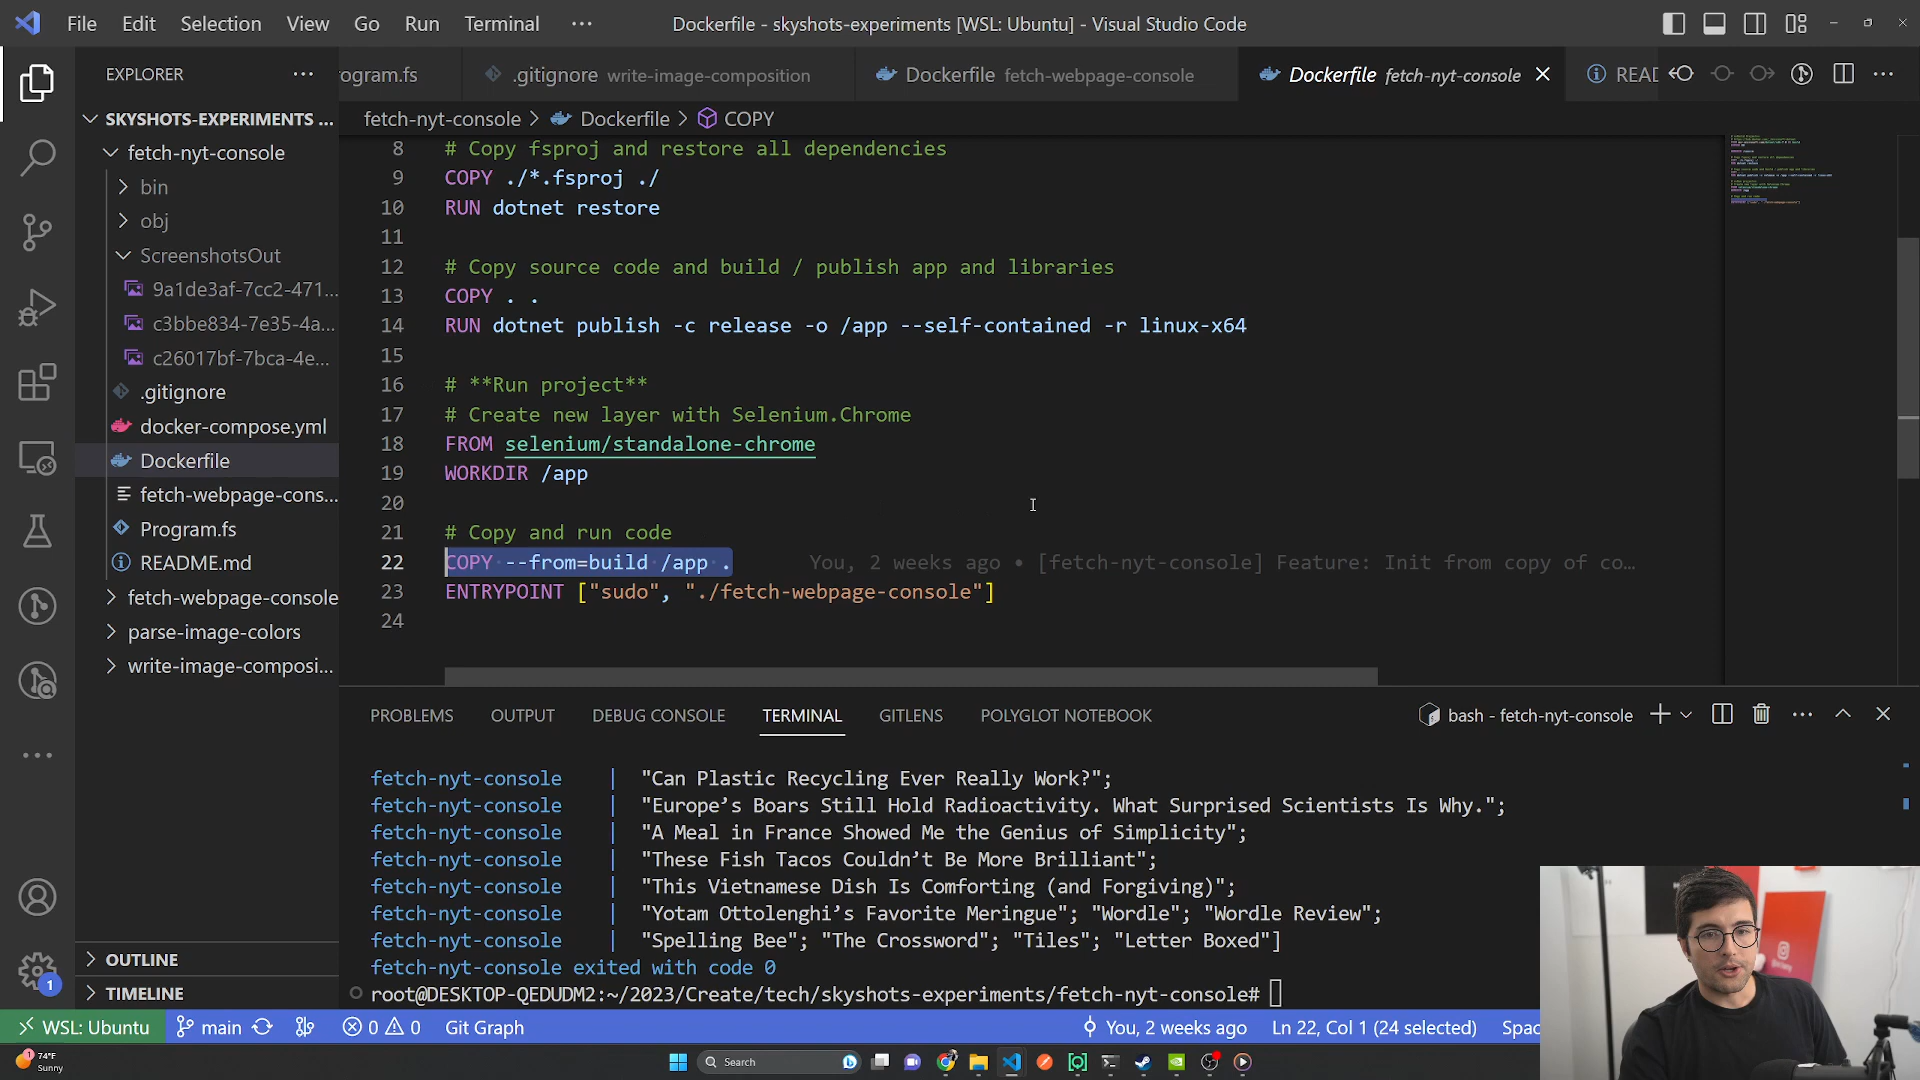 File Edit Selection View Go Run Terminal ··· Dockerfile - skyshots-experiments [WSL: Ubuntu] - Visual Studio Code
EXPLORER ···
rogram.fs .gitignore write-image-composition Dockerfile fetch-webpage-console Dockerfile fetch-nyt-console READ
SKYSHOTS-EXPERIMENTS ...
fetch-nyt-console > Dockerfile > COPY
fetch-nyt-console
bin
obj
ScreenshotsOut
9a1de3af-7cc2-471...
c3bbe834-7e35-4a...
c26017bf-7bca-4e...
.gitignore
docker-compose.yml
Dockerfile
fetch-webpage-cons...
Program.fs
README.md
fetch-webpage-console
parse-image-colors
write-image-composi...
OUTLINE
TIMELINE
8 # Copy fsproj and restore all dependencies
9 COPY ./*.fsproj ./
10 RUN dotnet restore
11
12 # Copy source code and build / publish app and libraries
13 COPY . .
14 RUN dotnet publish -c release -o /app --self-contained -r linux-x64
15
16 # **Run project**
17 # Create new layer with Selenium.Chrome
18 FROM selenium/standalone-chrome
19 WORKDIR /app
20
21 # Copy and run code
22 COPY --from=build /app . You, 2 weeks ago • [fetch-nyt-console] Feature: Init from copy of co...
23 ENTRYPOINT ["sudo", "./fetch-webpage-console"]
24
PROBLEMS OUTPUT DEBUG CONSOLE TERMINAL GITLENS POLYGLOT NOTEBOOK bash - fetch-nyt-console
fetch-nyt-console | "Can Plastic Recycling Ever Really Work?";
fetch-nyt-console | "Europe’s Boars Still Hold Radioactivity. What Surprised Scientists Is Why.";
fetch-nyt-console | "A Meal in France Showed Me the Genius of Simplicity";
fetch-nyt-console | "These Fish Tacos Couldn’t Be More Brilliant";
fetch-nyt-console | "This Vietnamese Dish Is Comforting (and Forgiving)";
fetch-nyt-console | "Yotam Ottolenghi’s Favorite Meringue"; "Wordle"; "Wordle Review";
fetch-nyt-console | "Spelling Bee"; "The Crossword"; "Tiles"; "Letter Boxed"]
fetch-nyt-console exited with code 0
root@DESKTOP-QEDUDM2:~/2023/Create/tech/skyshots-experiments/fetch-nyt-console#
1
WSL: Ubuntu main 0 0 Git Graph You, 2 weeks ago Ln 22, Col 1 (24 selected) Spac
1 74°F
Sunny
Search